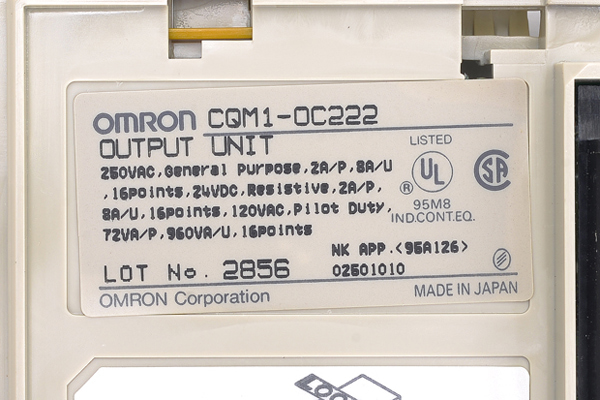 OMRON CQM1-OC222
OUTPUT UNIT
250VAC,General Purpose,2A/P,8A/U
,16points,24VDC,Resistive,2A/P,
8A/U,16points,120VAC,Pilot Duty,
72VA/P,960VA/U,16points
LISTED
UL
®
SA
95M8
IND.CONT.EQ.
NK APP.<95A126>
LOT No. 2856
02501010
OMRON Corporation
MADE IN JAPAN